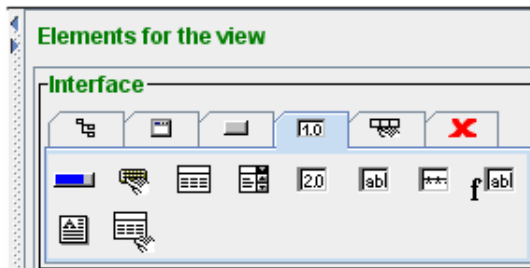 Elements for the view
Interface
1.0
2.0 abl **. f abl
A